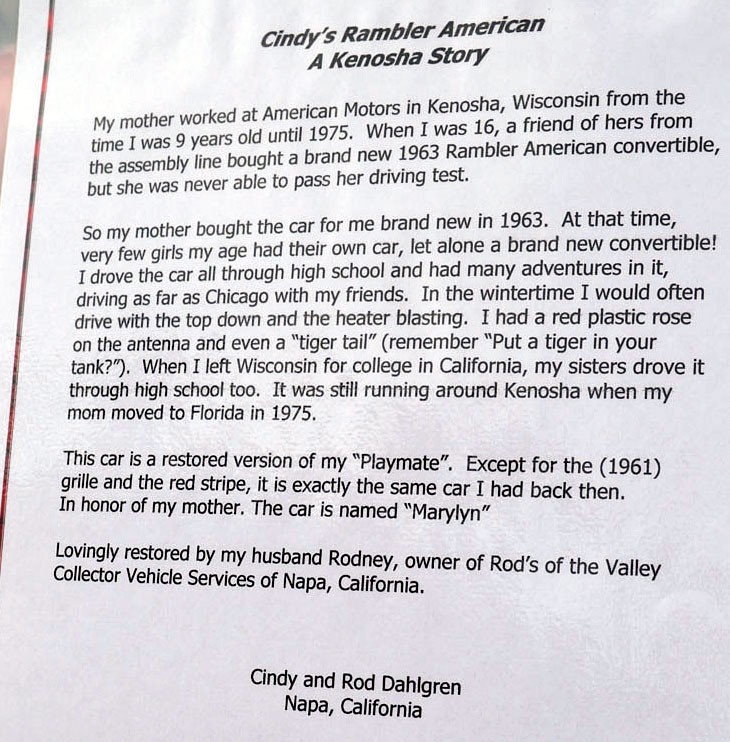 Cindy's Rambler American
A Kenosha Story
My mother worked at American Motors in Kenosha, Wisconsin from the
time I was 9 years old until 1975. When I was 16, a friend of hers from
the assembly line bought a brand new 1963 Rambler American convertible,
but she was never able to pass her driving test.
So my mother bought the car for me brand new in 1963. At that time,
very few girls my age had their own car, let alone a brand new convertible!
I drove the car all through high school and had many adventures in it,
driving as far as Chicago with my friends. In the wintertime I would often
drive with the top down and the heater blasting. I had a red plastic rose
on the antenna and even a "tiger tail" (remember "Put a tiger in your
tank?"). When I left Wisconsin for college in California, my sisters drove it
through high school too. It was still running around Kenosha when my
mom moved to Florida in 1975.
This car is a restored version of my "Playmate". Except for the (1961)
grille and the red stripe, it is exactly the same car I had back then.
In honor of my mother. The car is named "Marylyn"
Lovingly restored by my husband Rodney, owner of Rod's of the Valley
Collector Vehicle Services of Napa, California.
Cindy and Rod Dahlgren
Napa, California